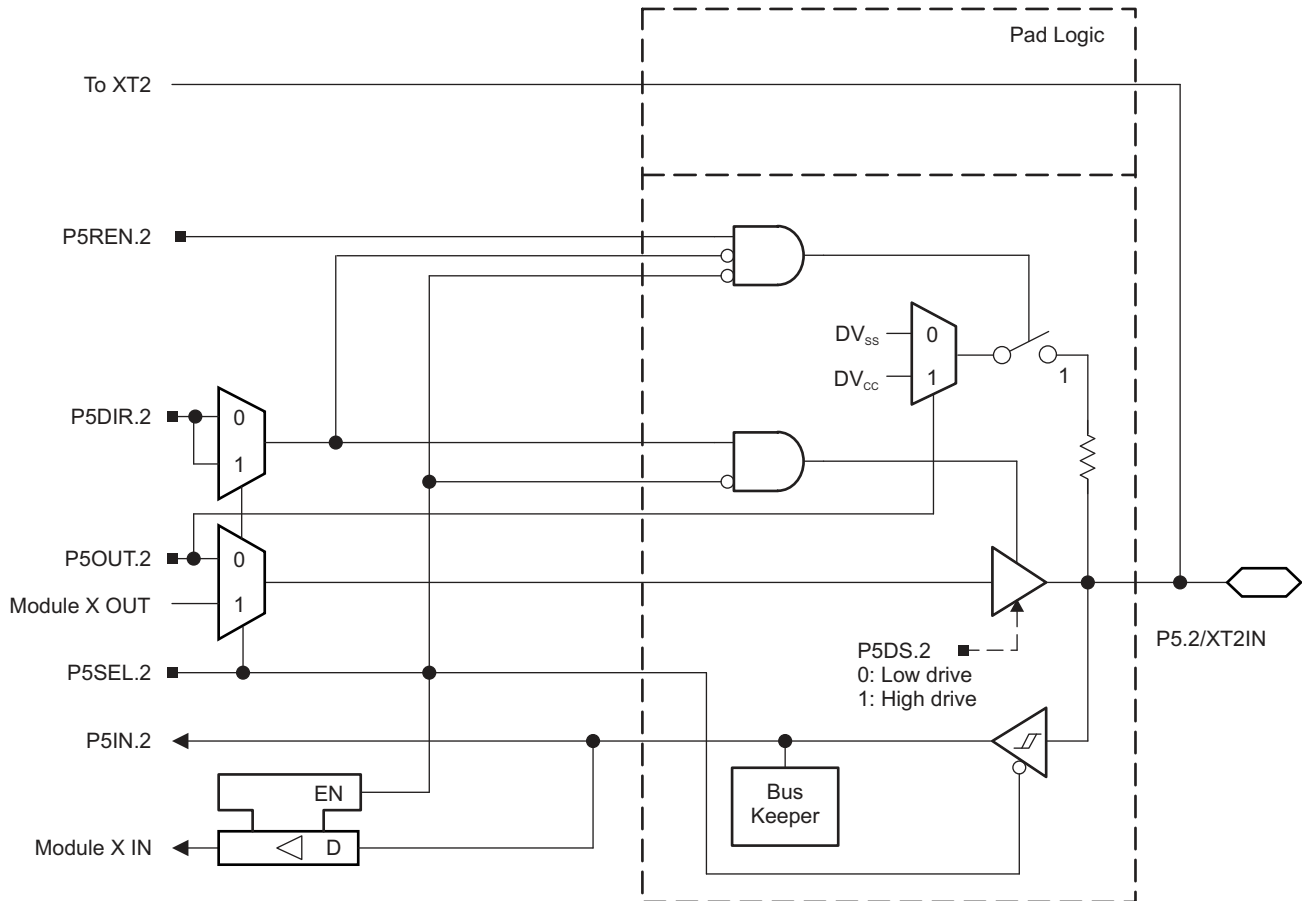 Pad Logic
To XT2
P5REN.2
DVSS
0
DVCC
1
1
P5DIR.2
0
1
P5OUT.2
0
Module X OUT
1
P5SEL.2
P5DS.2
0: Low drive
1: High drive
P5.2/XT2IN
P5IN.2
EN
Bus
Keeper
Module X IN
D